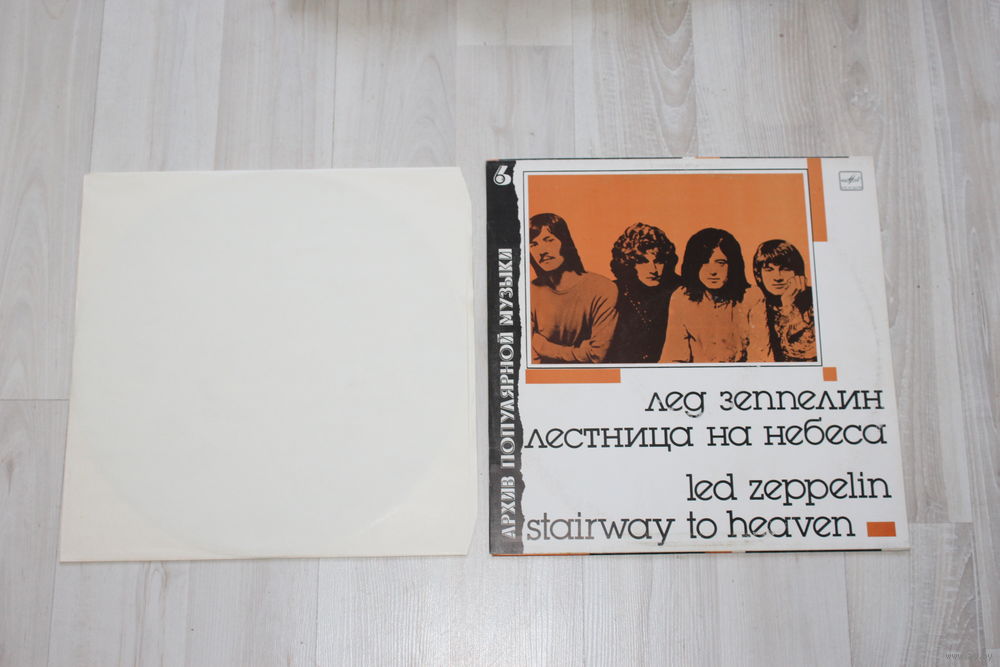 6
АРХИВ ПОПУЛЯРНОЙ МУЗЫКИ
лед зеппелин
лестница на небеса
led zeppelin
stairway to heaven